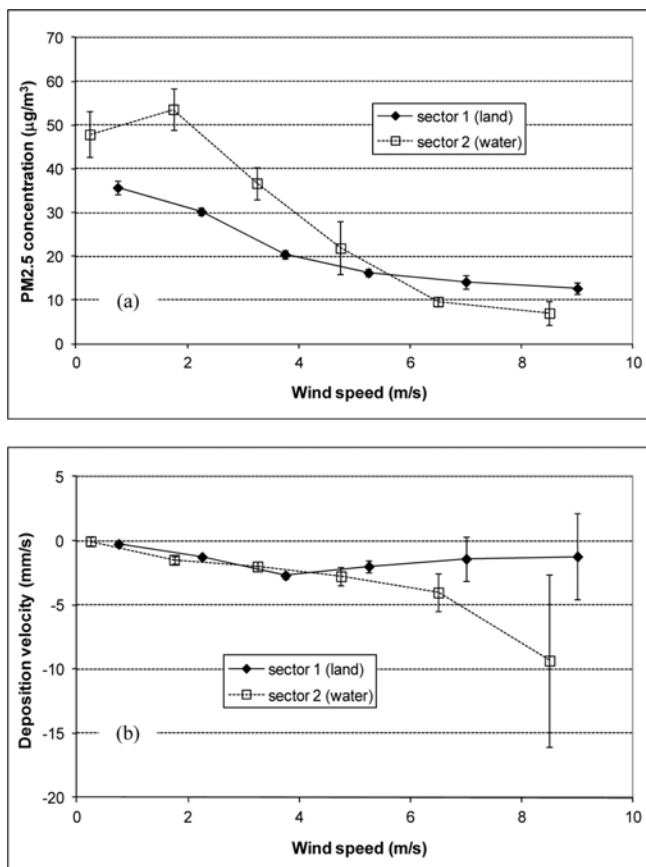 70
60
50
40
30
20
10
0
PM2.5 concentration (µg/m³)
sector 1 (land)
sector 2 (water)
(a)
0 2 4 6 8 10
Wind speed (m/s)
5
0
-5
-10
-15
-20
Deposition velocity (mm/s)
sector 1 (land)
sector 2 (water)
(b)
0 2 4 6 8 10
Wind speed (m/s)